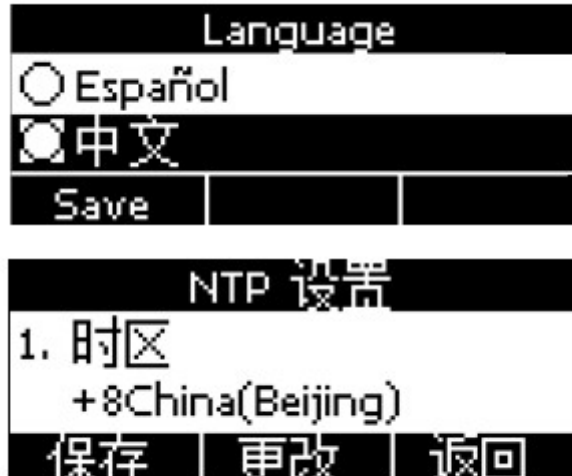 Language
Español
中文
Save
NTP 设置
1. 时区
+8China(Beijing)
保存 更改 返回